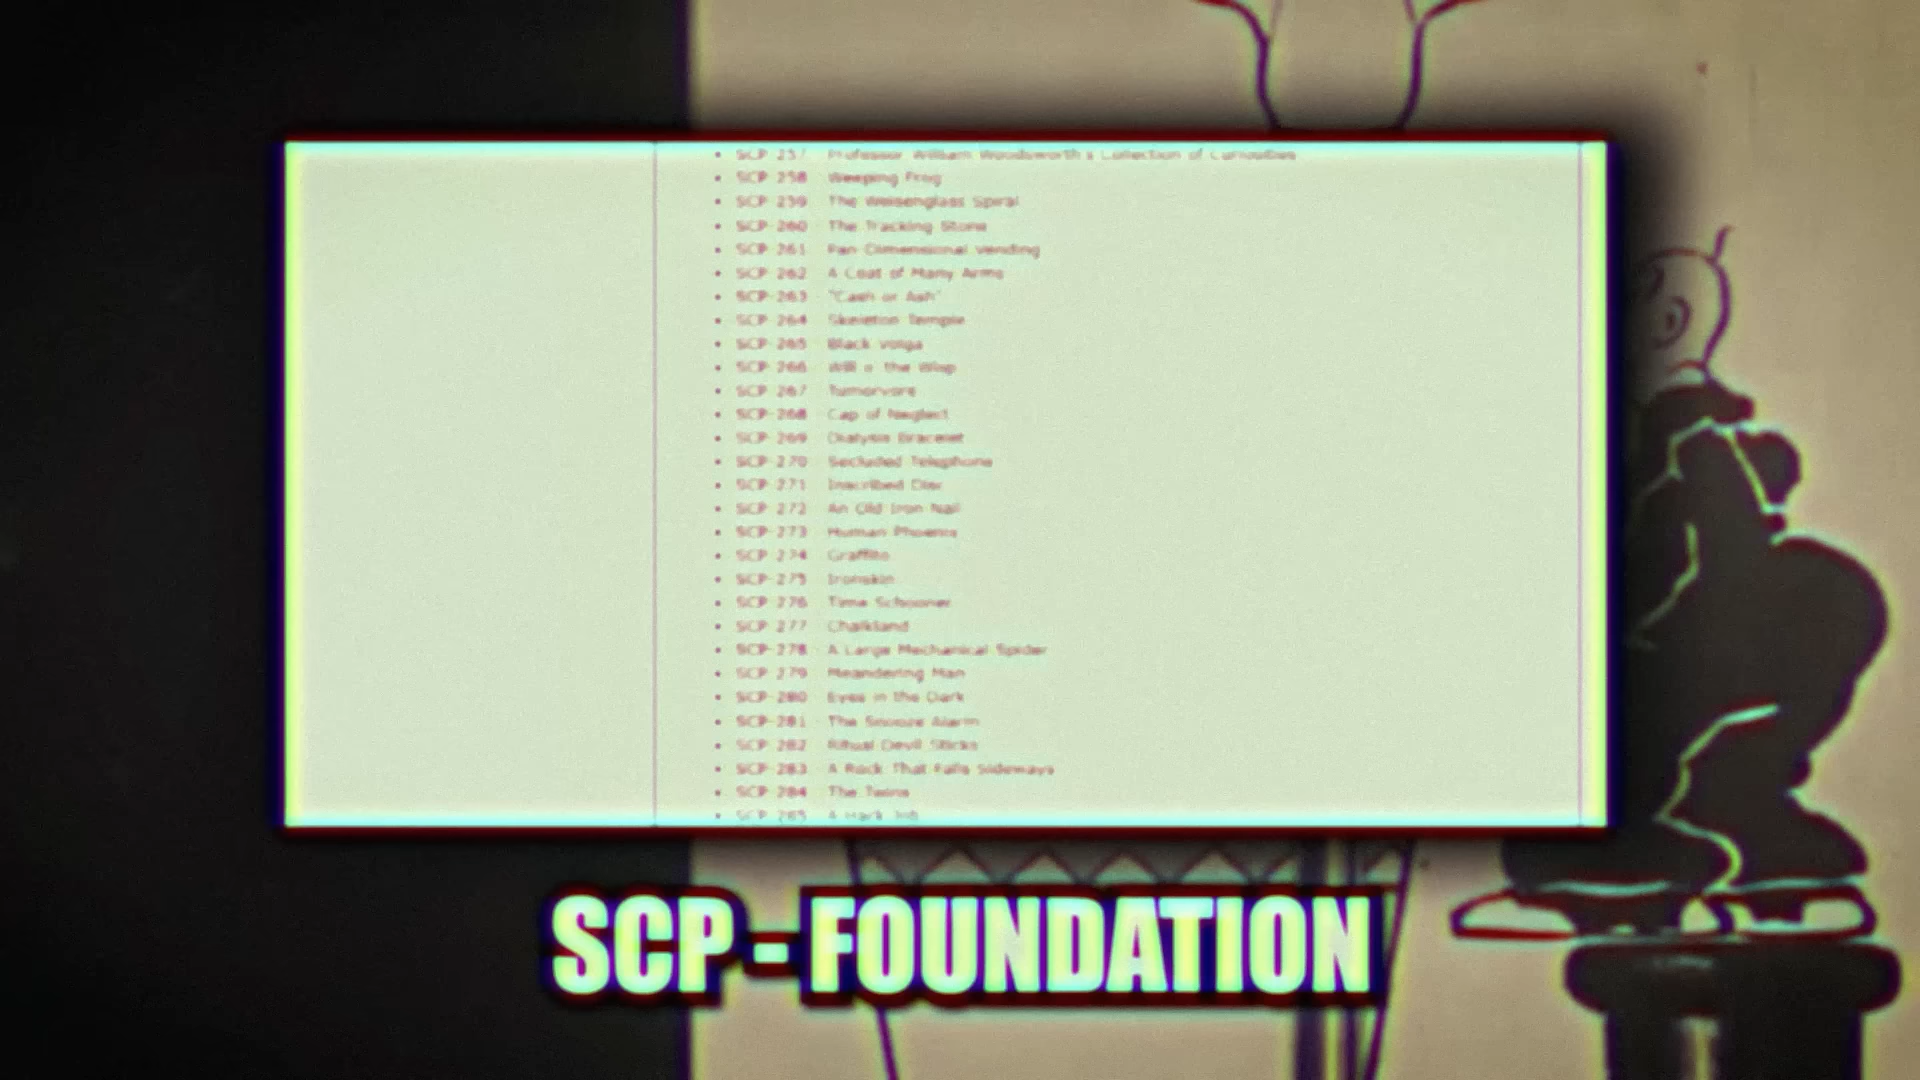 SCP-257 Professor William Woodsworth's Collection of Curiosities
SCP-258 Weeping Frog
SCP-259 The Weisenglass Spiral
SCP-260 The Tracking Stone
SCP-261 Pan-Dimensional Vending
SCP-262 A Coat of Many Arms
SCP-263 "Cash or Ash"
SCP-264 Skeleton Temple
SCP-265 Black Volga
SCP-266 Will o' the Wisp
SCP-267 Tumorvore
SCP-268 Cap of Neglect
SCP-269 Dialysis Bracelet
SCP-270 Secluded Telephone
SCP-271 Inscribed Disc
SCP-272 An Old Iron Nail
SCP-273 Human Phoenix
SCP-274 Graffito
SCP-275 Ironskin
SCP-276 Time Schooner
SCP-277 Chalkland
SCP-278 A Large Mechanical Spider
SCP-279 Meandering Man
SCP-280 Eyes in the Dark
SCP-281 The Snooze Alarm
SCP-282 Ritual Devil Sticks
SCP-283 A Rock That Falls Sideways
SCP-284 The Twins
SCP-285 A Hack Job
SCP - FOUNDATION